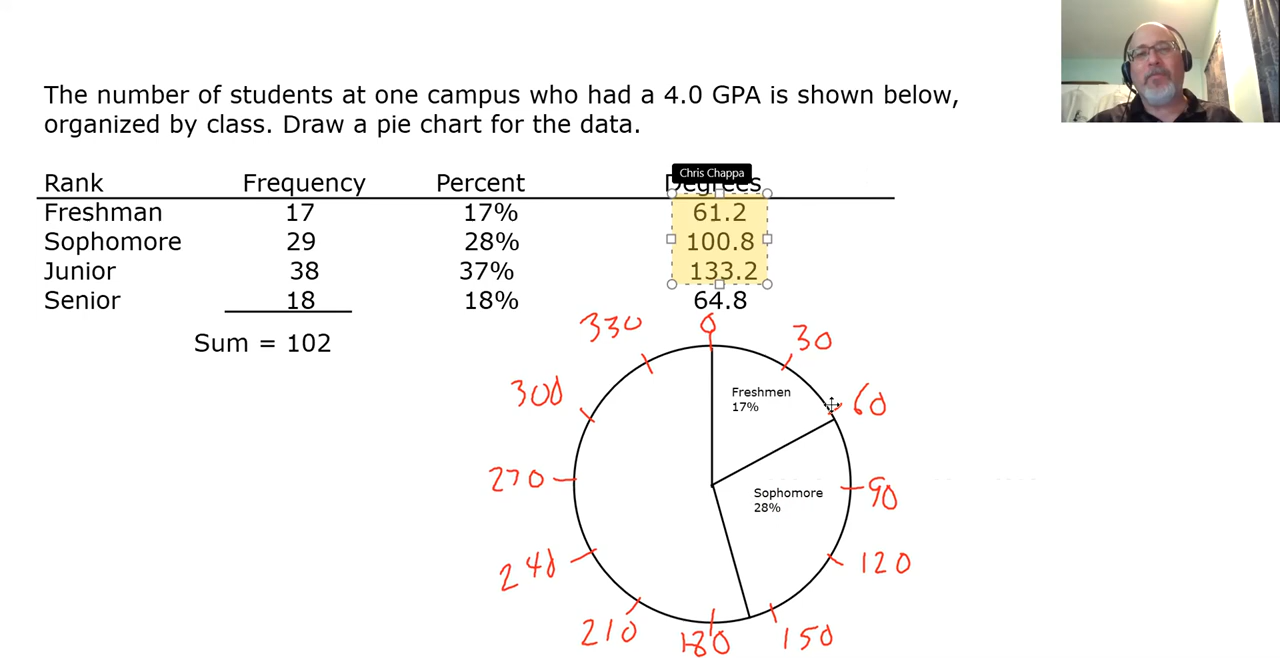 The number of students at one campus who had a 4.0 GPA is shown below,
organized by class. Draw a pie chart for the data.
Chris Chappa
Rank Frequency Percent Degrees
Freshman 17 17% 61.2
Sophomore 29 28% 100.8
Junior 38 37% 133.2
Senior 18 18% 64.8
Sum = 102
330 0 30
300 60
Freshmen
17%
270 90
Sophomore
28%
240 120
210 180 150